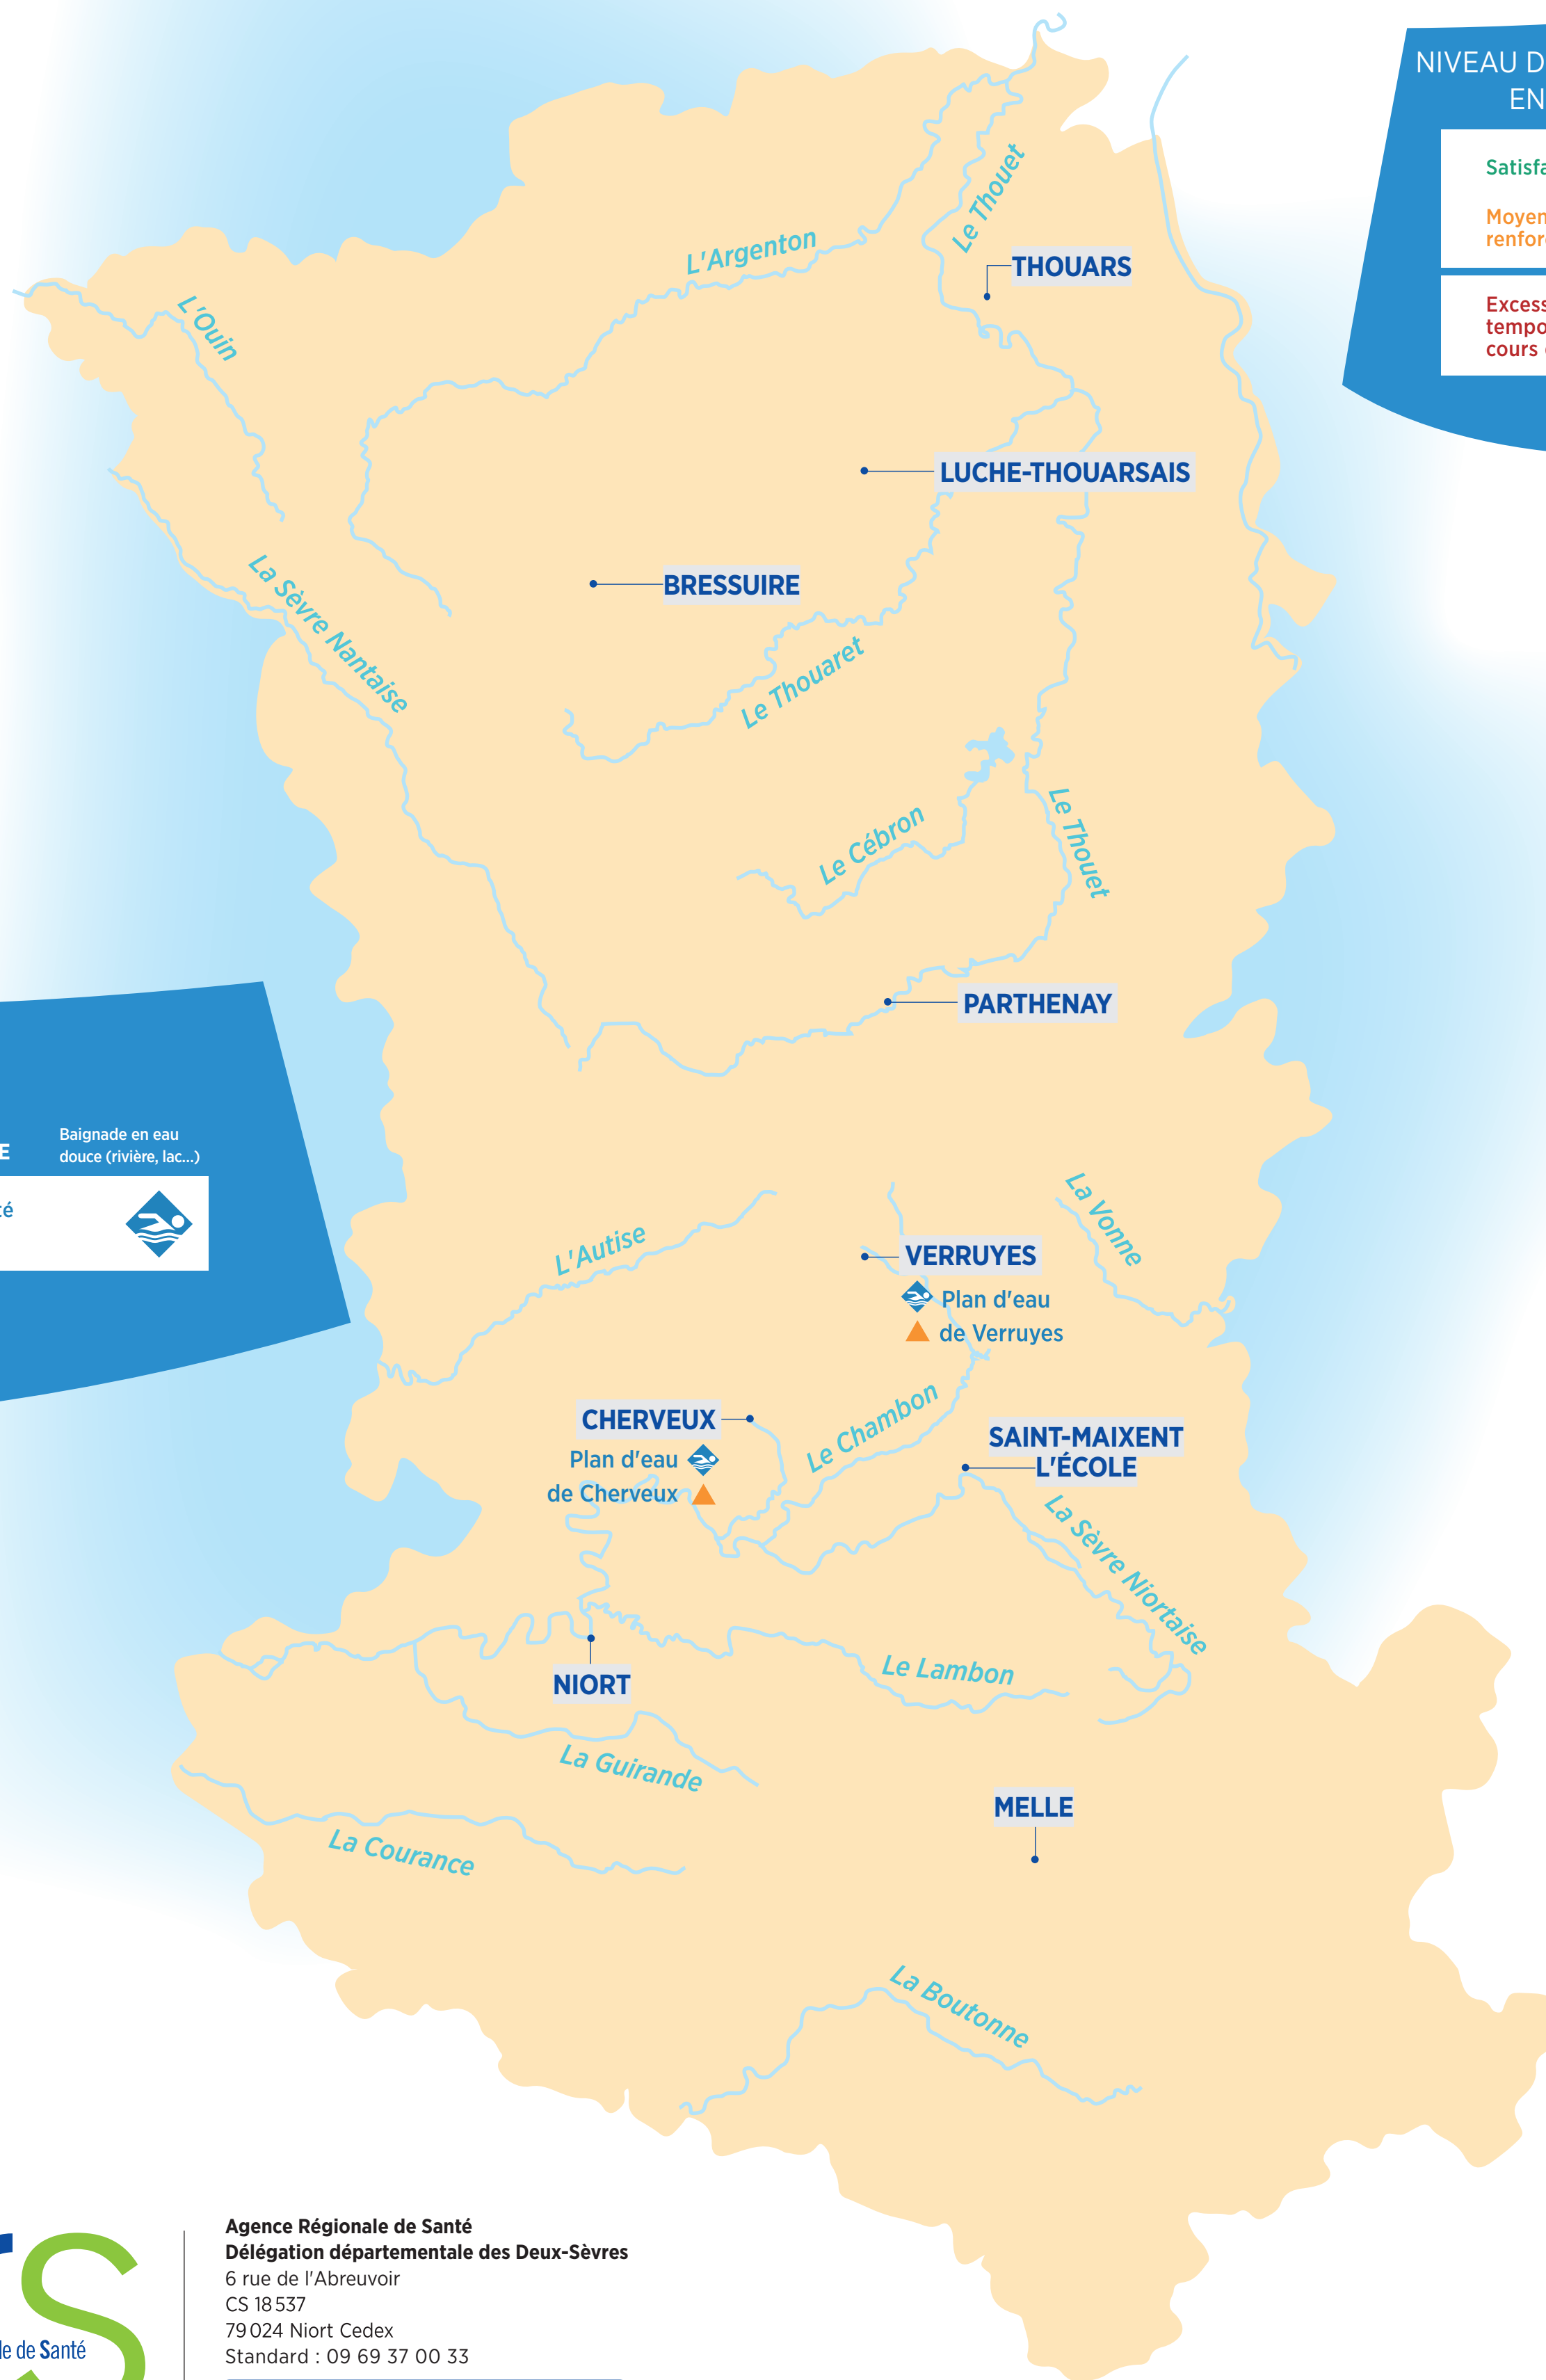 NIVEAU D
EN
Satisfa
Moyen
renfor
Excess
tempo
cours
Le Thouet
L'Argenton
THOUARS
L'Ouin
LUCHE-THOUARSAIS
La Sèvre Nantaise
BRESSUIRE
Le Thouaret
Le Cébron
Le Thouet
PARTHENAY
E
Baignade en eau
douce (rivière, lac...)
té
La Vonne
L'Autise
VERRUYES
Plan d'eau
de Verruyes
Le Chambon
CHERVEUX
Plan d'eau
de Cherveux
SAINT-MAIXENT
L'ÉCOLE
La Sèvre Niortaise
NIORT
Le Lambon
La Guirande
MELLE
La Courance
La Boutonne
Agence Régionale de Santé
Délégation départementale des Deux-Sèvres
6 rue de l'Abreuvoir
CS 18537
79024 Niort Cedex
Standard : 09 69 37 00 33
le de Santé